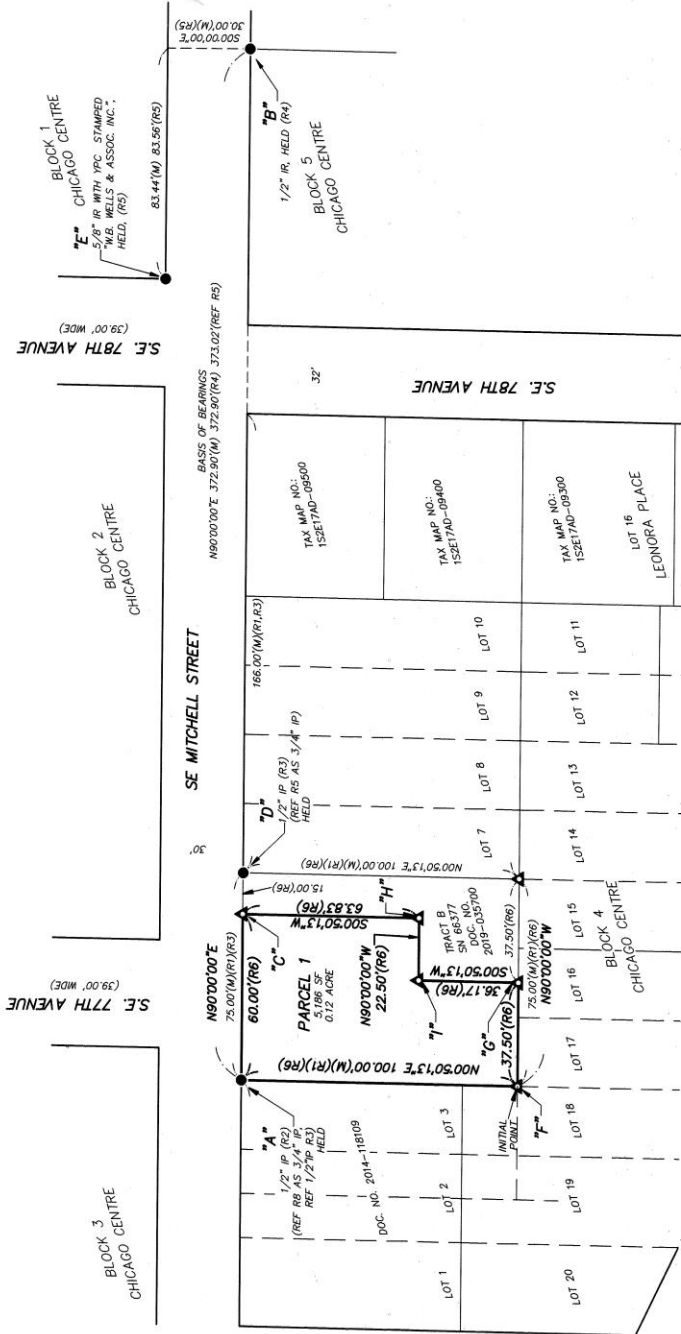 BLOCK 3
CHICAGO CENTRE
S.E. 77TH AVENUE
(39.00' WIDE)
BLOCK 2
CHICAGO CENTRE
S.E. 78TH AVENUE
(39.00' WIDE)
BLOCK 1
CHICAGO CENTRE
"E"
5/8" IR WITH YPC STAMPED
"W.B. WELLS & ASSOC. INC.",
HELD, (R5)
83.44'(M) 83.56'(R5)
S00°00'00"E
30.00'(M)(R5)
30'
SE MITCHELL STREET
BASIS OF BEARINGS
N90°00'00"E 372.90'(M) 372.90'(R4) 373.02'(REF R5)
"B"
1/2" IR, HELD (R4)
BLOCK 5
CHICAGO CENTRE
N90°00'00"E
75.00'(M)(R1)(R3)
60.00'(R6)
15.00'(R6)
166.00'(M)(R1,R3)
"A"
1/2" IP (R2)
(REF R8 AS 3/4" IP,
REF 1/2"IP R3)
HELD
"C"
"D"
1/2" IP (R3)
(REF R5 AS 3/4" IP)
HELD
32'
S.E. 78TH AVENUE
N00°50'13"E 100.00'(M)(R1)(R6)
PARCEL 1
5,186 SF
0.12 ACRE
S00°50'13"W
63.83'(R6)
N00°50'13"E 100.00'(M)(R1)(R6)
N90°00'00"W
22.50'(R6)
"H"
"I"
S00°50'13"W
36.17'(R6)
TRACT B
SN 66377
DOC. NO.
2019-035700
37.50'(R6)
"G"
37.50'(R6)
75.00'(M)(R1)(R6)
N90°00'00"W
INITIAL
POINT
"F"
DOC. NO. 2014-118109
LOT 1
LOT 2
LOT 3
LOT 7
LOT 8
LOT 9
LOT 10
TAX MAP NO.:
1S2E17AD-09500
TAX MAP NO.:
1S2E17AD-09400
TAX MAP NO.:
1S2E17AD-09300
LOT 20
LOT 19
LOT 18
LOT 17
LOT 16
LOT 15
LOT 14
LOT 13
LOT 12
LOT 11
BLOCK 4
CHICAGO CENTRE
LOT 16
LEONORA PLACE